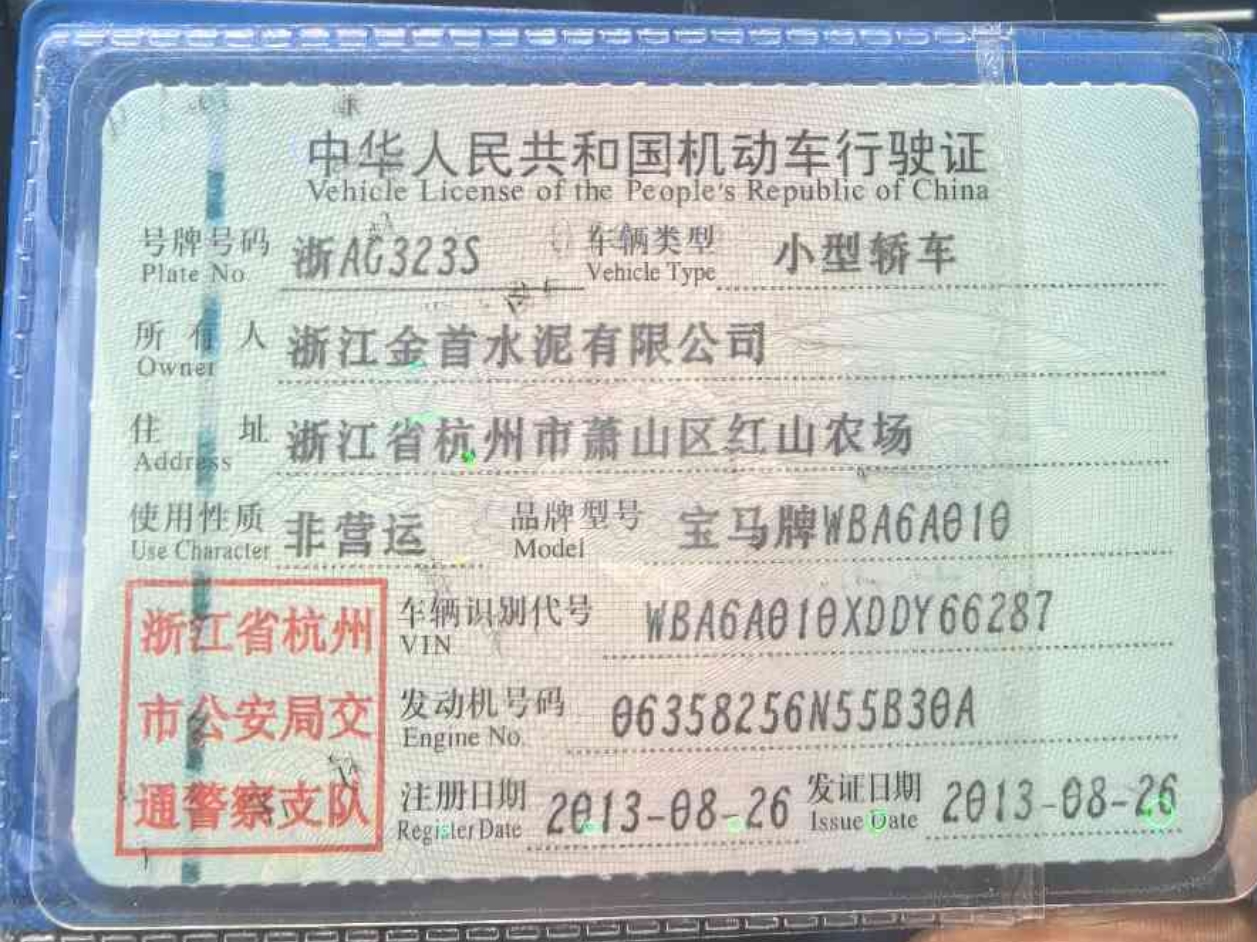 中华人民共和国机动车行驶证
Vehicle License of the People's Republic of China
号牌号码 浙AG323S 车辆类型 小型轿车
Plate No. Vehicle Type
所有人 浙江金首水泥有限公司
Owner
住址 浙江省杭州市萧山区红山农场
Address
使用性质 非营运 品牌型号 宝马牌WBA6A010
Use Character Model
浙江省杭州
市公安局交
通警察支队
车辆识别代号 WBA6A010XDDY66287
VIN
发动机号码 06358256N55B30A
Engine No.
注册日期 2013-08-26 发证日期 2013-08-26
Register Date Issue Date